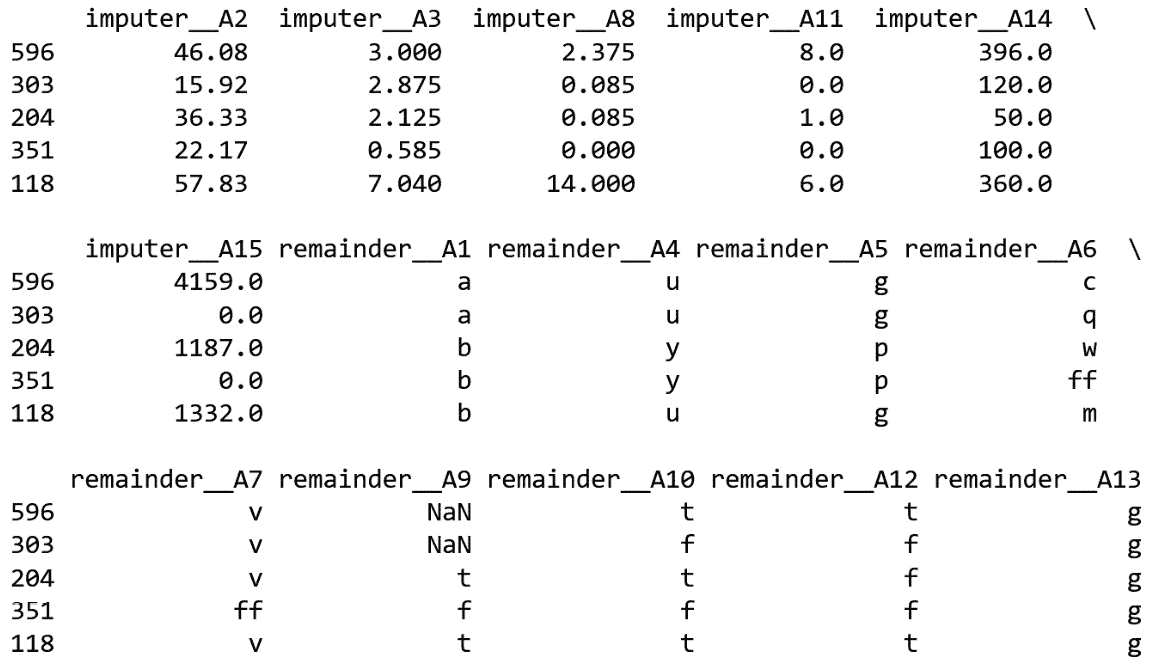 imputer__A2 imputer__A3 imputer__A8 imputer__A11 imputer__A14 \
596 46.08 3.000 2.375 8.0 396.0
303 15.92 2.875 0.085 0.0 120.0
204 36.33 2.125 0.085 1.0 50.0
351 22.17 0.585 0.000 0.0 100.0
118 57.83 7.040 14.000 6.0 360.0
imputer__A15 remainder__A1 remainder__A4 remainder__A5 remainder__A6 \
596 4159.0 a u g c
303 0.0 a u g q
204 1187.0 b y p w
351 0.0 b y p ff
118 1332.0 b u g m
remainder__A7 remainder__A9 remainder__A10 remainder__A12 remainder__A13
596 v NaN t t g
303 v NaN f f g
204 v t t f g
351 ff f f f g
118 v t t t g